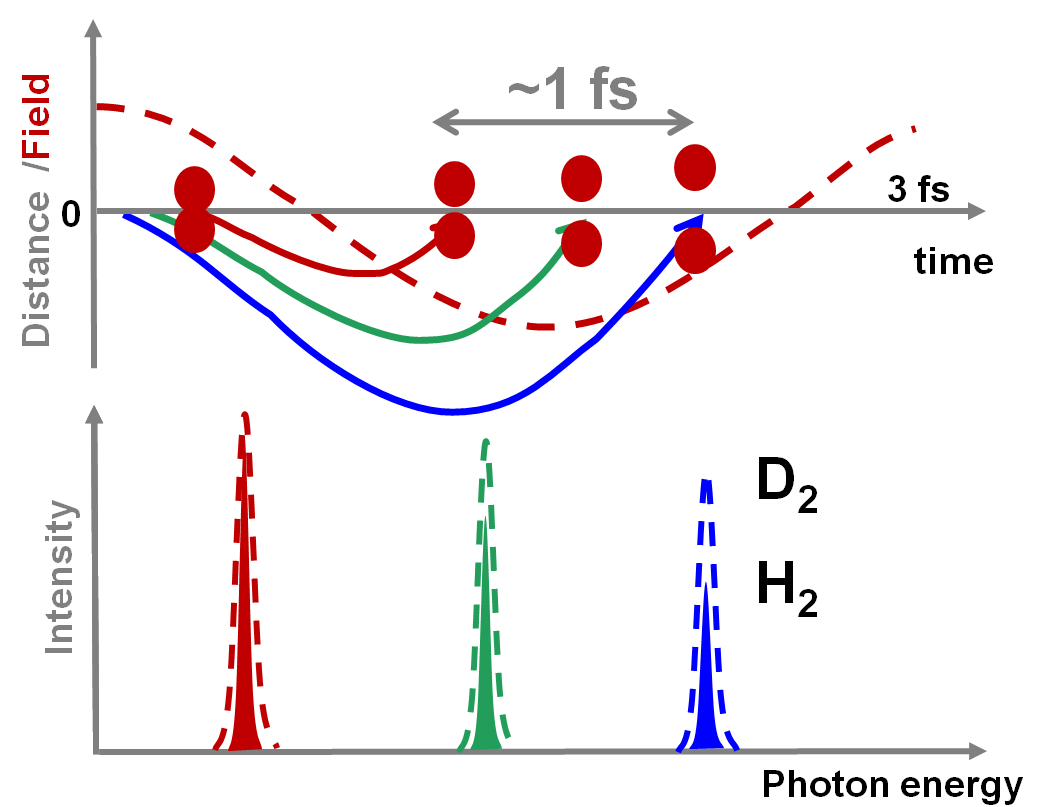 ~1 fs
Distance /Field
0
3 fs
time
Intensity
D₂
H₂
Photon energy